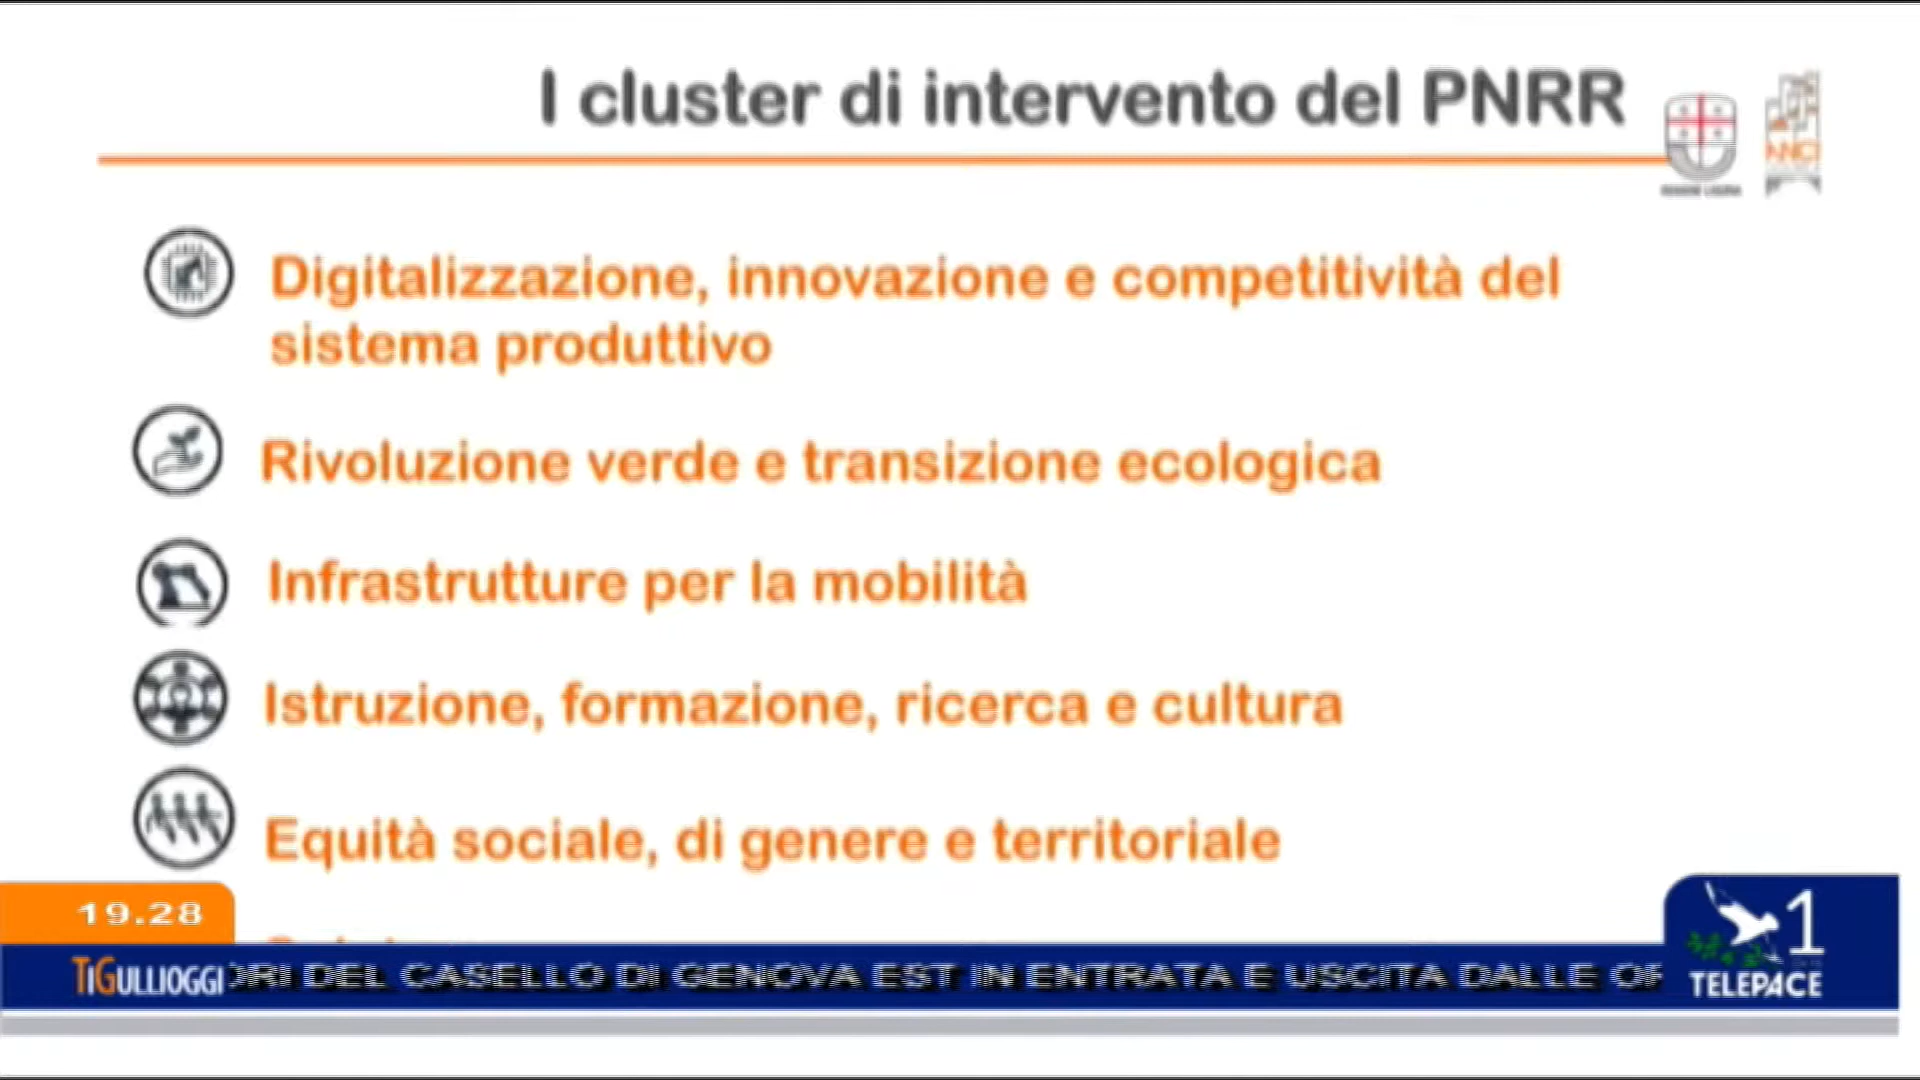 I cluster di intervento del PNRR
Digitalizzazione, innovazione e competitività del
sistema produttivo
Rivoluzione verde e transizione ecologica
Infrastrutture per la mobilità
Istruzione, formazione, ricerca e cultura
Equità sociale, di genere e territoriale
19.28
TIGULLIOGGI
DEL CASELLO DI GENOVA EST IN ENTRATA E USCITA DALLE
1
TELEPACE